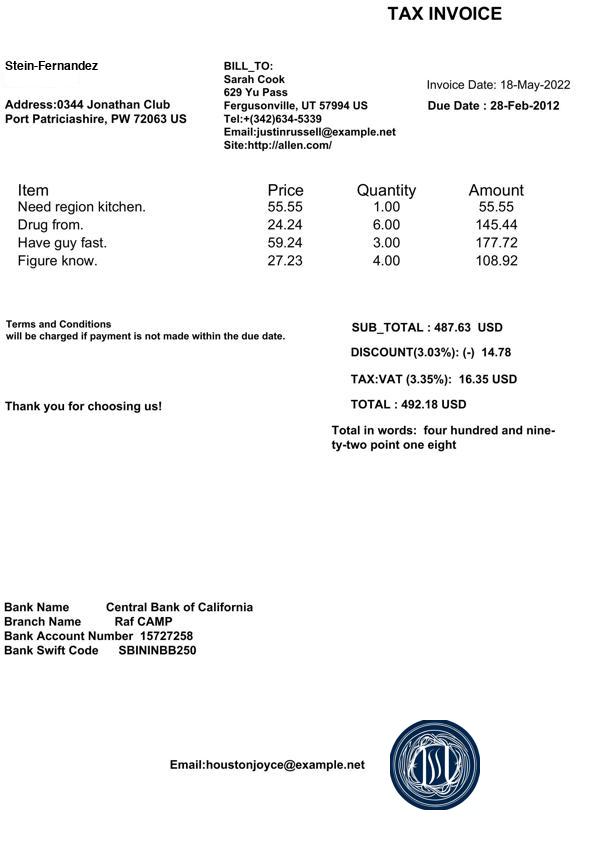 TAX INVOICE
Stein-Fernandez
Address:0344 Jonathan Club
Port Patriciashire, PW 72063 US
BILL_TO:
Sarah Cook
629 Yu Pass
Fergusonville, UT 57994 US
Tel:+(342)634-5339
Email:justinrussell@example.net
Site:http://allen.com/
Invoice Date: 18-May-2022
Due Date : 28-Feb-2012
Item Price Quantity Amount
Need region kitchen. 55.55 1.00 55.55
Drug from. 24.24 6.00 145.44
Have guy fast. 59.24 3.00 177.72
Figure know. 27.23 4.00 108.92
Terms and Conditions
will be charged if payment is not made within the due date.
SUB_TOTAL : 487.63 USD
DISCOUNT(3.03%): (-) 14.78
TAX:VAT (3.35%): 16.35 USD
TOTAL : 492.18 USD
Thank you for choosing us!
Total in words: four hundred and nine-
ty-two point one eight
Bank Name Central Bank of California
Branch Name Raf CAMP
Bank Account Number 15727258
Bank Swift Code SBININBB250
Email:houstonjoyce@example.net